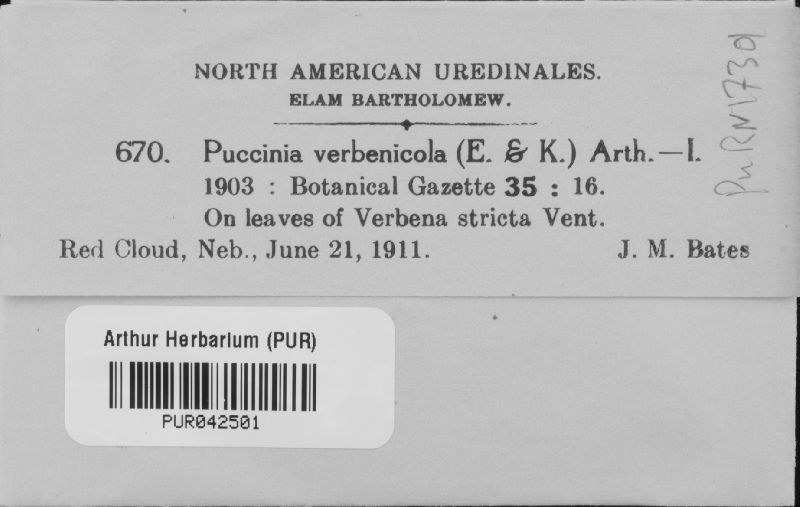 NORTH AMERICAN UREDINALES.
ELAM BARTHOLOMEW.
670. Puccinia verbenicola (E. & K.) Arth.—I.
1903 : Botanical Gazette 35 : 16.
On leaves of Verbena stricta Vent.
Red Cloud, Neb., June 21, 1911. J. M. Bates
PURN1739
Arthur Herbarium (PUR)
PUR042501